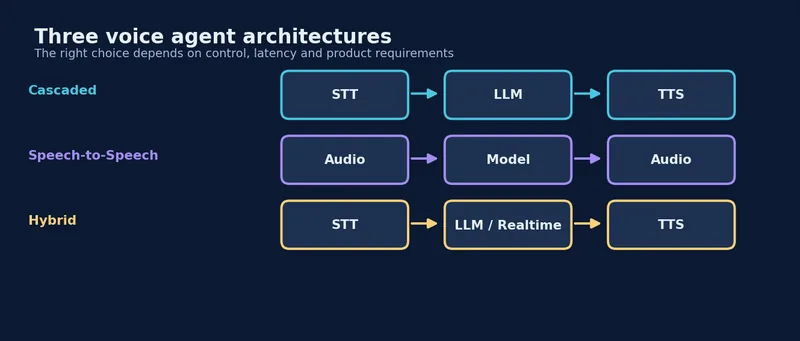 Three voice agent architectures
The right choice depends on control, latency and product requirements
Cascaded
STT
LLM
TTS
Speech-to-Speech
Audio
Model
Audio
Hybrid
STT
LLM / Realtime
TTS